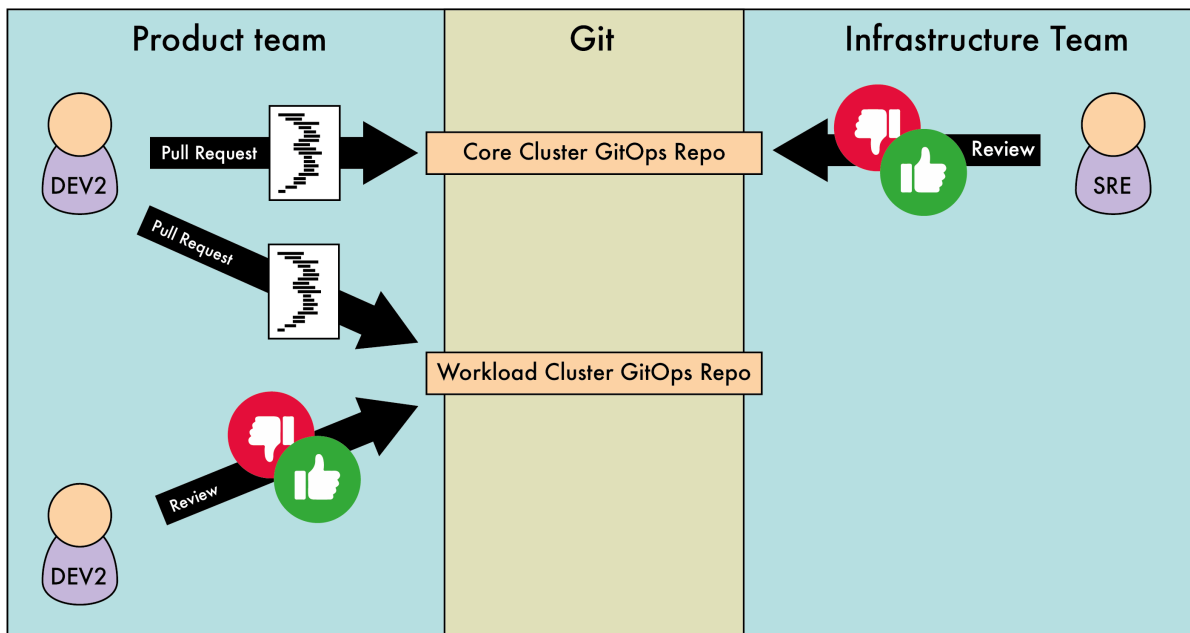 Product team
Git
Infrastructure Team
Pull Request
Core Cluster GitOps Repo
Review
DEV2
SRE
Pull Request
Workload Cluster GitOps Repo
Review
DEV2